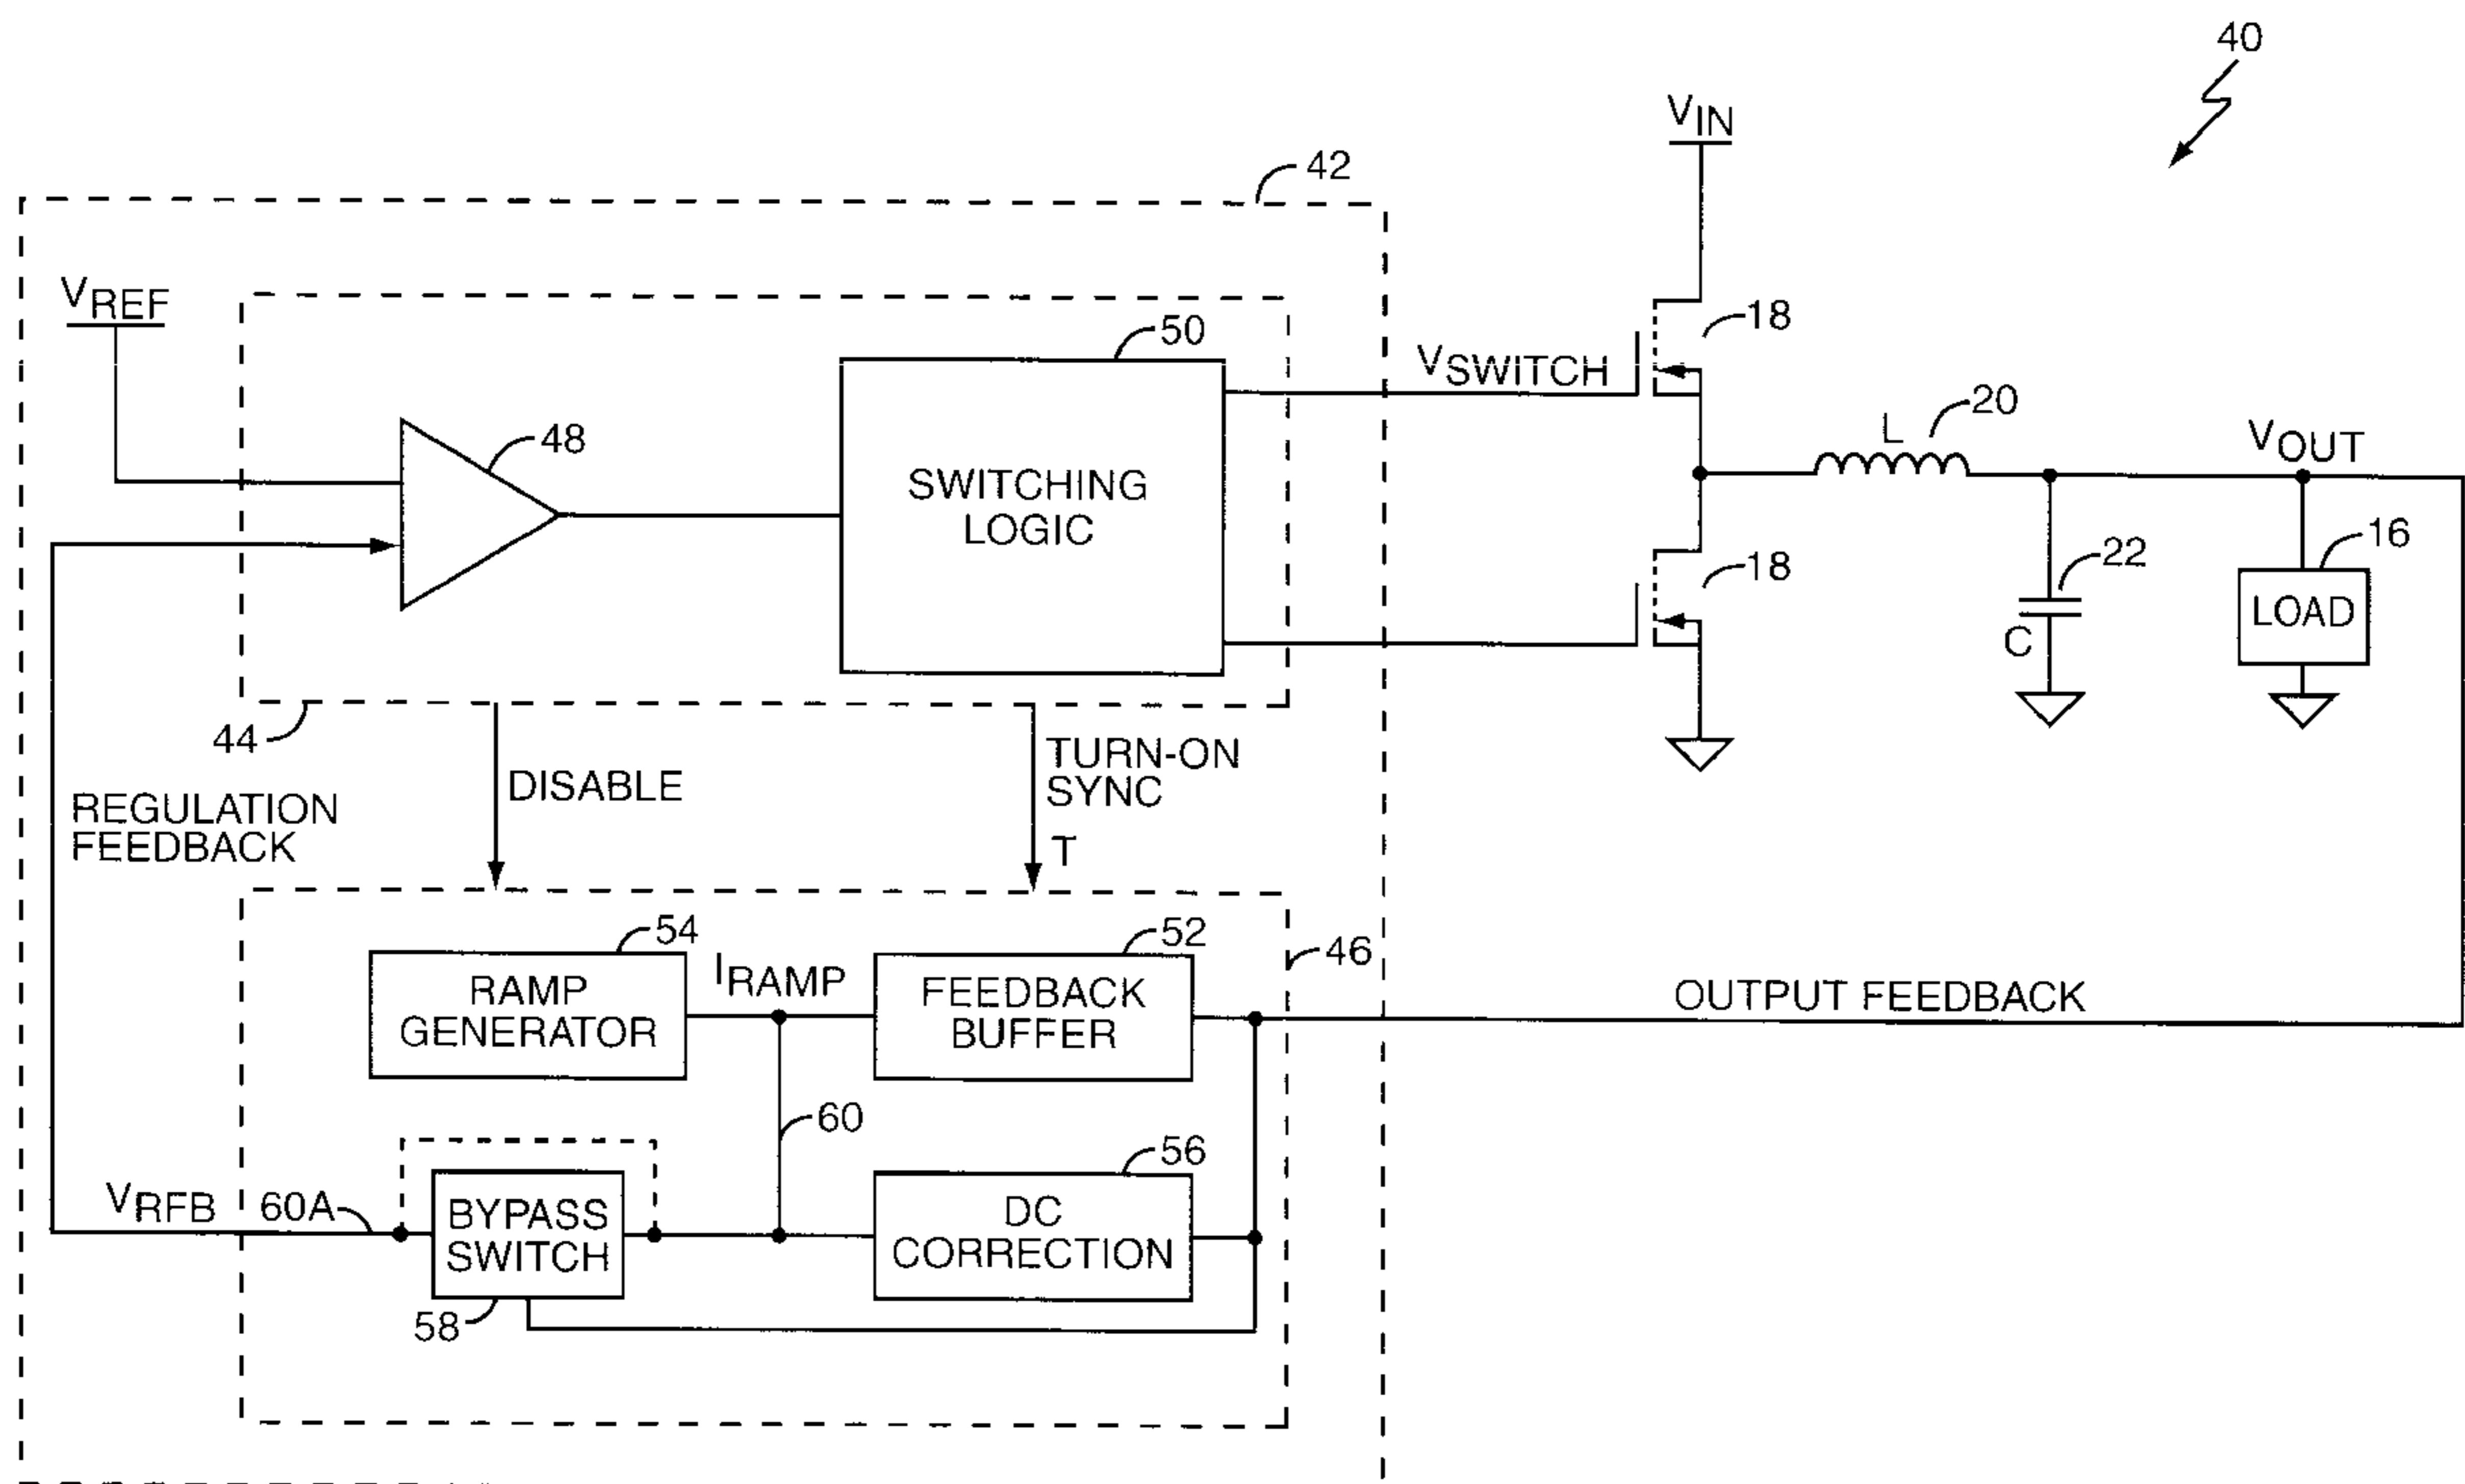 40
VIN
42
VREF
50
18
VSWITCH
48
20
L
VOUT
SWITCHING
LOGIC
16
18
22
LOAD
C
44
TURN-ON
SYNC
DISABLE
REGULATION
FEEDBACK
T
54
52
46
IRAMP
RAMP
GENERATOR
FEEDBACK
BUFFER
OUTPUT FEEDBACK
60
56
VRFB
60A
BYPASS
SWITCH
DC
CORRECTION
58